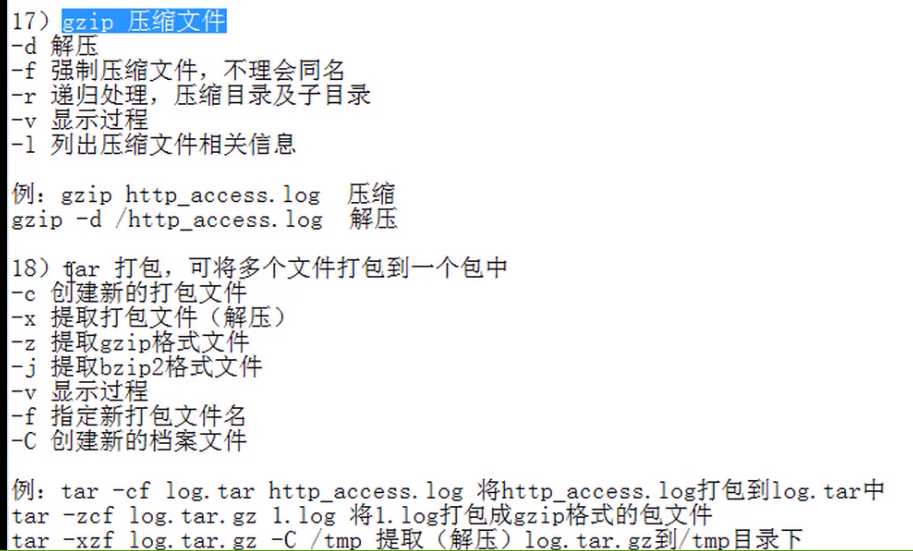 17）gzip 压缩文件
-d 解压
-f 强制压缩文件，不理会同名
-r 递归处理，压缩目录及子目录
-v 显示过程
-l 列出压缩文件相关信息
例：gzip http_access.log 压缩
gzip -d /http_access.log 解压
18）tar 打包，可将多个文件打包到一个包中
-c 创建新的打包文件
-x 提取打包文件（解压）
-z 提取gzip格式文件
-j 提取bzip2格式文件
-v 显示过程
-f 指定新打包文件名
-C 创建新的档案文件
例：tar -cf log.tar http_access.log 将http_access.log打包到log.tar中
tar -zcf log.tar.gz 1.log 将1.log打包成gzip格式的包文件
tar -xzf log.tar.gz -C /tmp 提取（解压）log.tar.gz到/tmp目录下